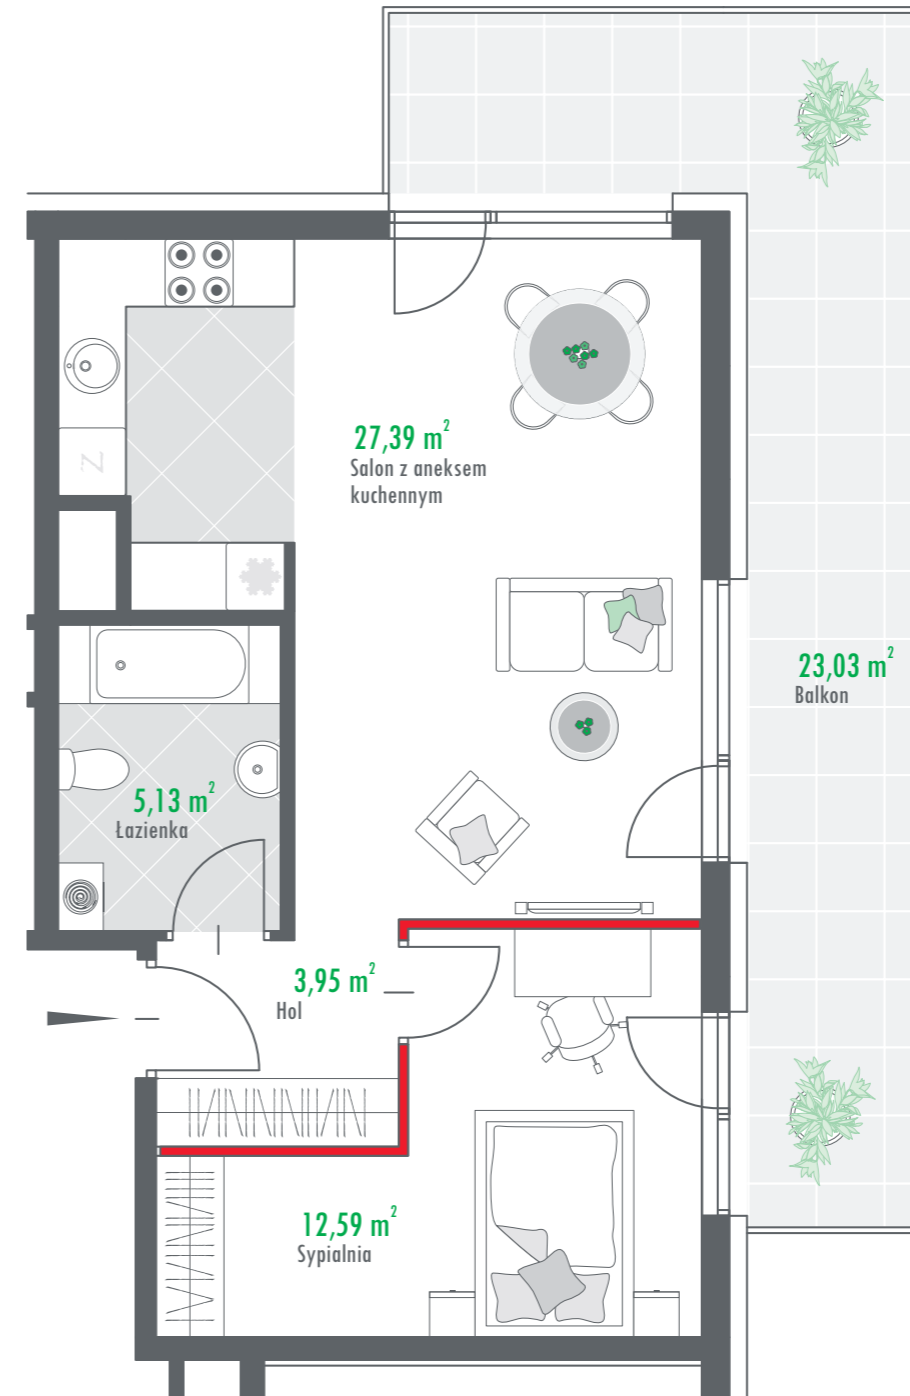 27,39 m²
Salon z aneksem
kuchennym
Ż
23,03 m²
Balkon
5,13 m²
Łazienka
3,95 m²
Hol
12,59 m²
Sypialnia